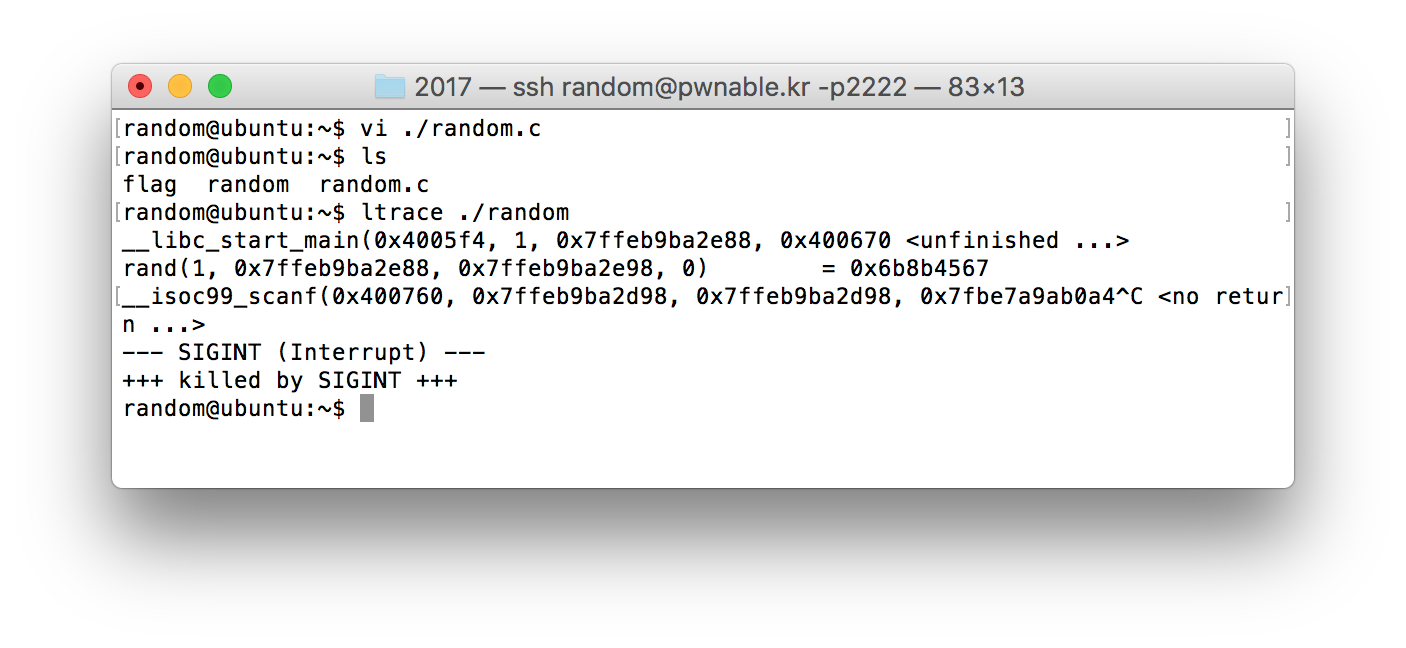 2017 — ssh random@pwnable.kr -p2222 — 83×13
[random@ubuntu:~$ vi ./random.c ]
[random@ubuntu:~$ ls ]
flag  random  random.c
[random@ubuntu:~$ ltrace ./random ]
__libc_start_main(0x4005f4, 1, 0x7ffeb9ba2e88, 0x400670 <unfinished ...>
rand(1, 0x7ffeb9ba2e88, 0x7ffeb9ba2e98, 0)        = 0x6b8b4567
[__isoc99_scanf(0x400760, 0x7ffeb9ba2d98, 0x7ffeb9ba2d98, 0x7fbe7a9ab0a4^C <no retur]
n ...>
--- SIGINT (Interrupt) ---
+++ killed by SIGINT +++
random@ubuntu:~$